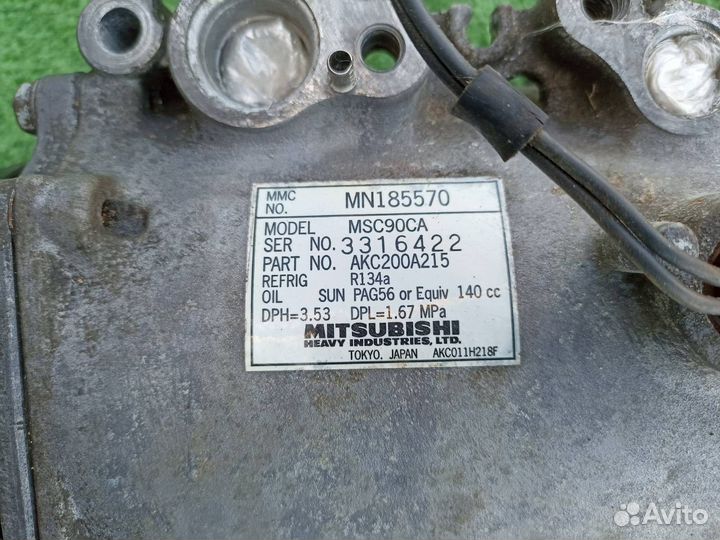 MMC NO. MN185570
MODEL MSC90CA
SER NO. 3316422
PART NO. AKC200A215
REFRIG R134a
OIL SUN PAG56 or Equiv 140 cc
DPH=3.53 DPL=1.67 MPa
MITSUBISHI
HEAVY INDUSTRIES, LTD.
TOKYO, JAPAN AKC011H218F
Avito